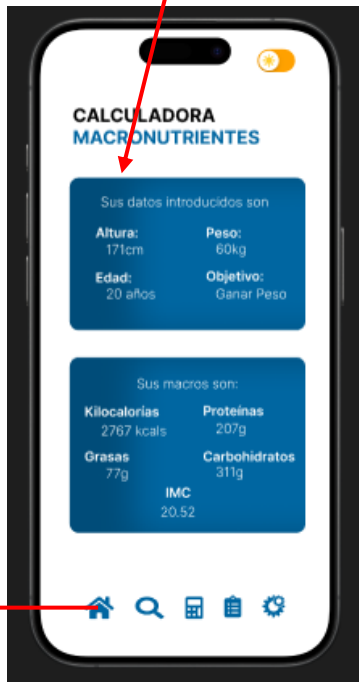 CALCULADORA
MACRONUTRIENTES
Sus datos introducidos son
Altura: Peso:
171cm 60kg
Edad: Objetivo:
20 años Ganar Peso
Sus macros son:
Kilocalorías Proteínas
2767 kcals 207g
Grasas Carbohidratos
77g 311g
IMC
20.52